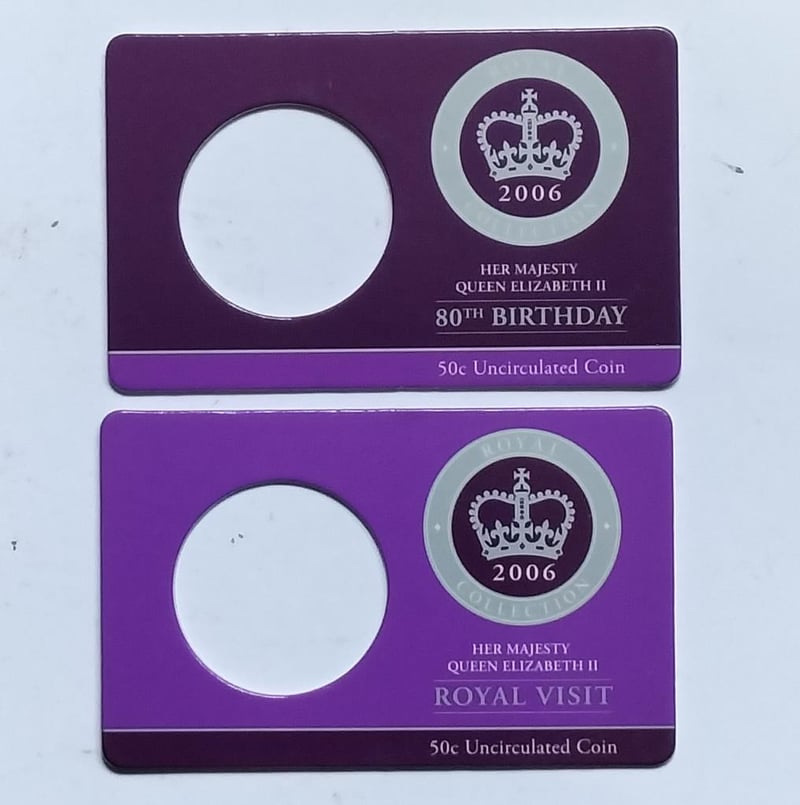 ROYAL
2006
COLLECTION
HER MAJESTY
QUEEN ELIZABETH II
80TH BIRTHDAY
50c Uncirculated Coin
ROYAL
2006
COLLECTION
HER MAJESTY
QUEEN ELIZABETH II
ROYAL VISIT
50c Uncirculated Coin